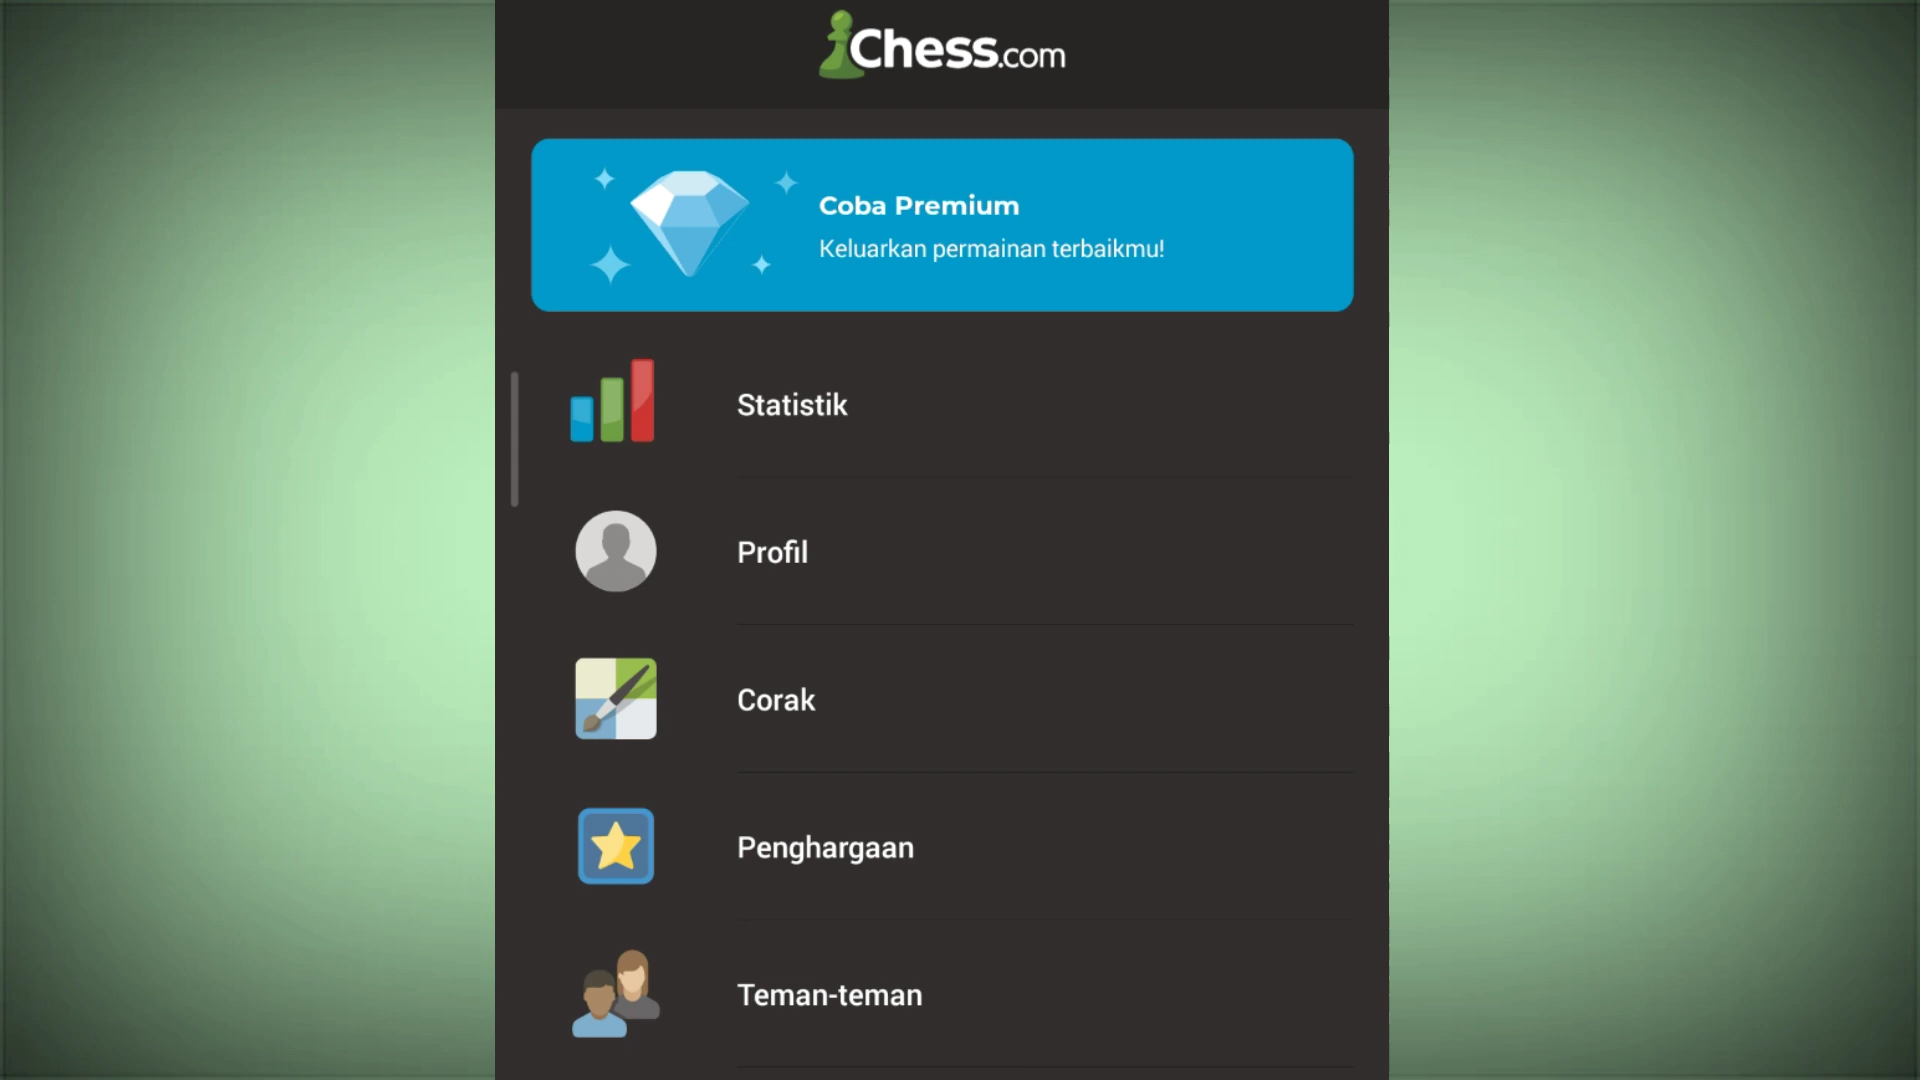 Chess.com
Coba Premium
Keluarkan permainan terbaikmu!
Statistik
Profil
Corak
Penghargaan
Teman-teman